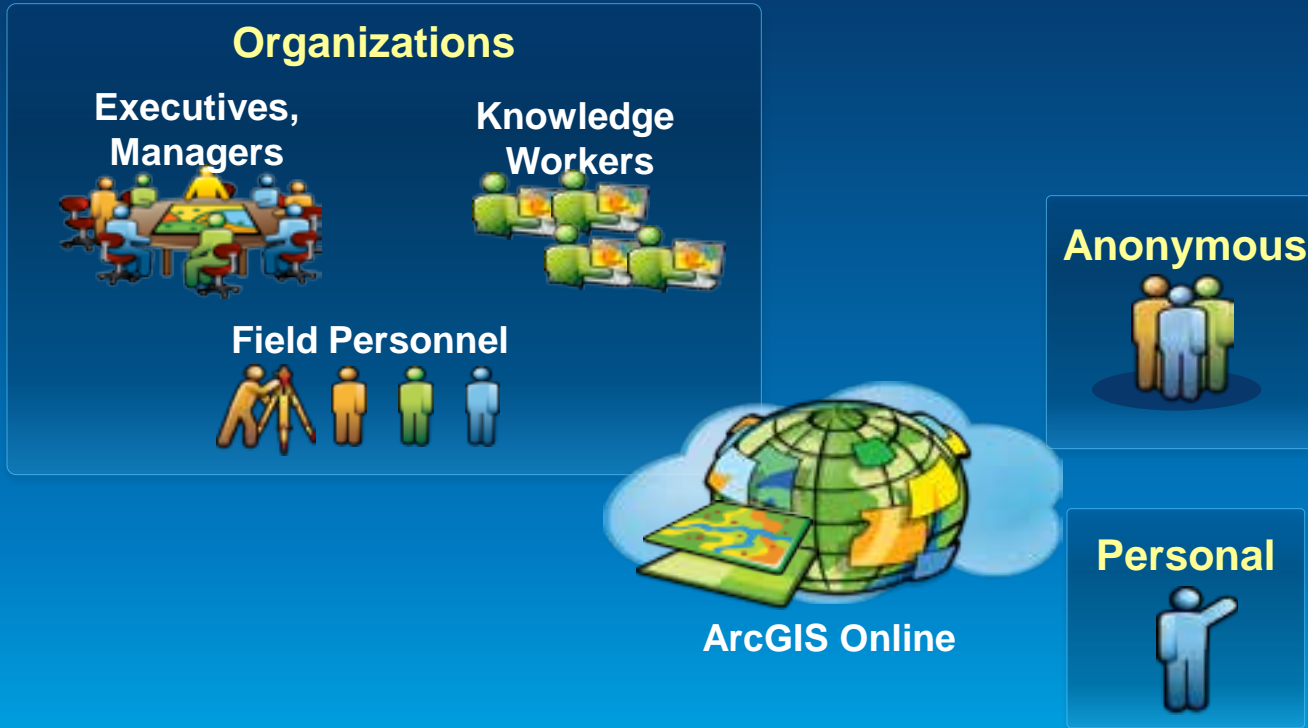 Organizations
Executives,
Managers
Knowledge
Workers
Field Personnel
Anonymous
ArcGIS Online
Personal